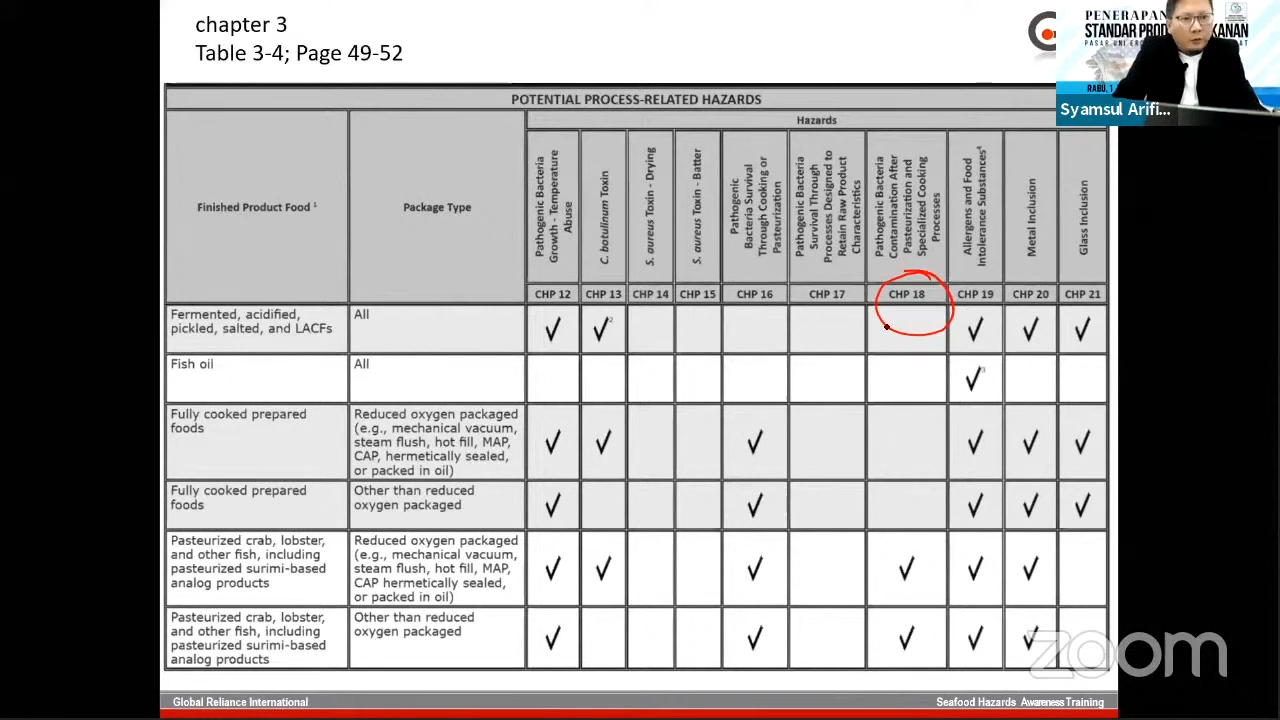 chapter 3
Table 3-4; Page 49-52
PENERAPAN
STANDAR PROD
KANAN
RABU, 1
Syamsul Arifi...
POTENTIAL PROCESS-RELATED HAZARDS
Finished Product Food 1
Package Type
Hazards
Pathogenic Bacteria
Growth - Temperature
Abuse
C. botulinum Toxin
S. aureus Toxin - Drying
S. aureus Toxin - Batter
Pathogenic
Bacteria Survival
Through Cooking or
Pasteurization
Pathogenic Bacteria
Survival Through
Processes Designed to
Retain Raw Product
Characteristics
Pathogenic Bacteria
Contamination After
Pasteurization and
Specialized Cooking
Processes
Allergens and Food
Intolerance Substances4
Metal Inclusion
Glass Inclusion
CHP 12
CHP 13
CHP 14
CHP 15
CHP 16
CHP 17
CHP 18
CHP 19
CHP 20
CHP 21
Fermented, acidified,
pickled, salted, and LACFs
All
✓
✓2
✓
✓
✓
Fish oil
All
✓3
Fully cooked prepared
foods
Reduced oxygen packaged
(e.g., mechanical vacuum,
steam flush, hot fill, MAP,
CAP, hermetically sealed,
or packed in oil)
✓
✓
✓
✓
✓
✓
Fully cooked prepared
foods
Other than reduced
oxygen packaged
✓
✓
✓
✓
✓
Pasteurized crab, lobster,
and other fish, including
pasteurized surimi-based
analog products
Reduced oxygen packaged
(e.g., mechanical vacuum,
steam flush, hot fill, MAP,
CAP hermetically sealed,
or packed in oil)
✓
✓
✓
✓
✓
✓
Pasteurized crab, lobster,
and other fish, including
pasteurized surimi-based
analog products
Other than reduced
oxygen packaged
✓
✓
✓
✓
✓
zoom
Global Reliance International
Seafood Hazards Awareness Training